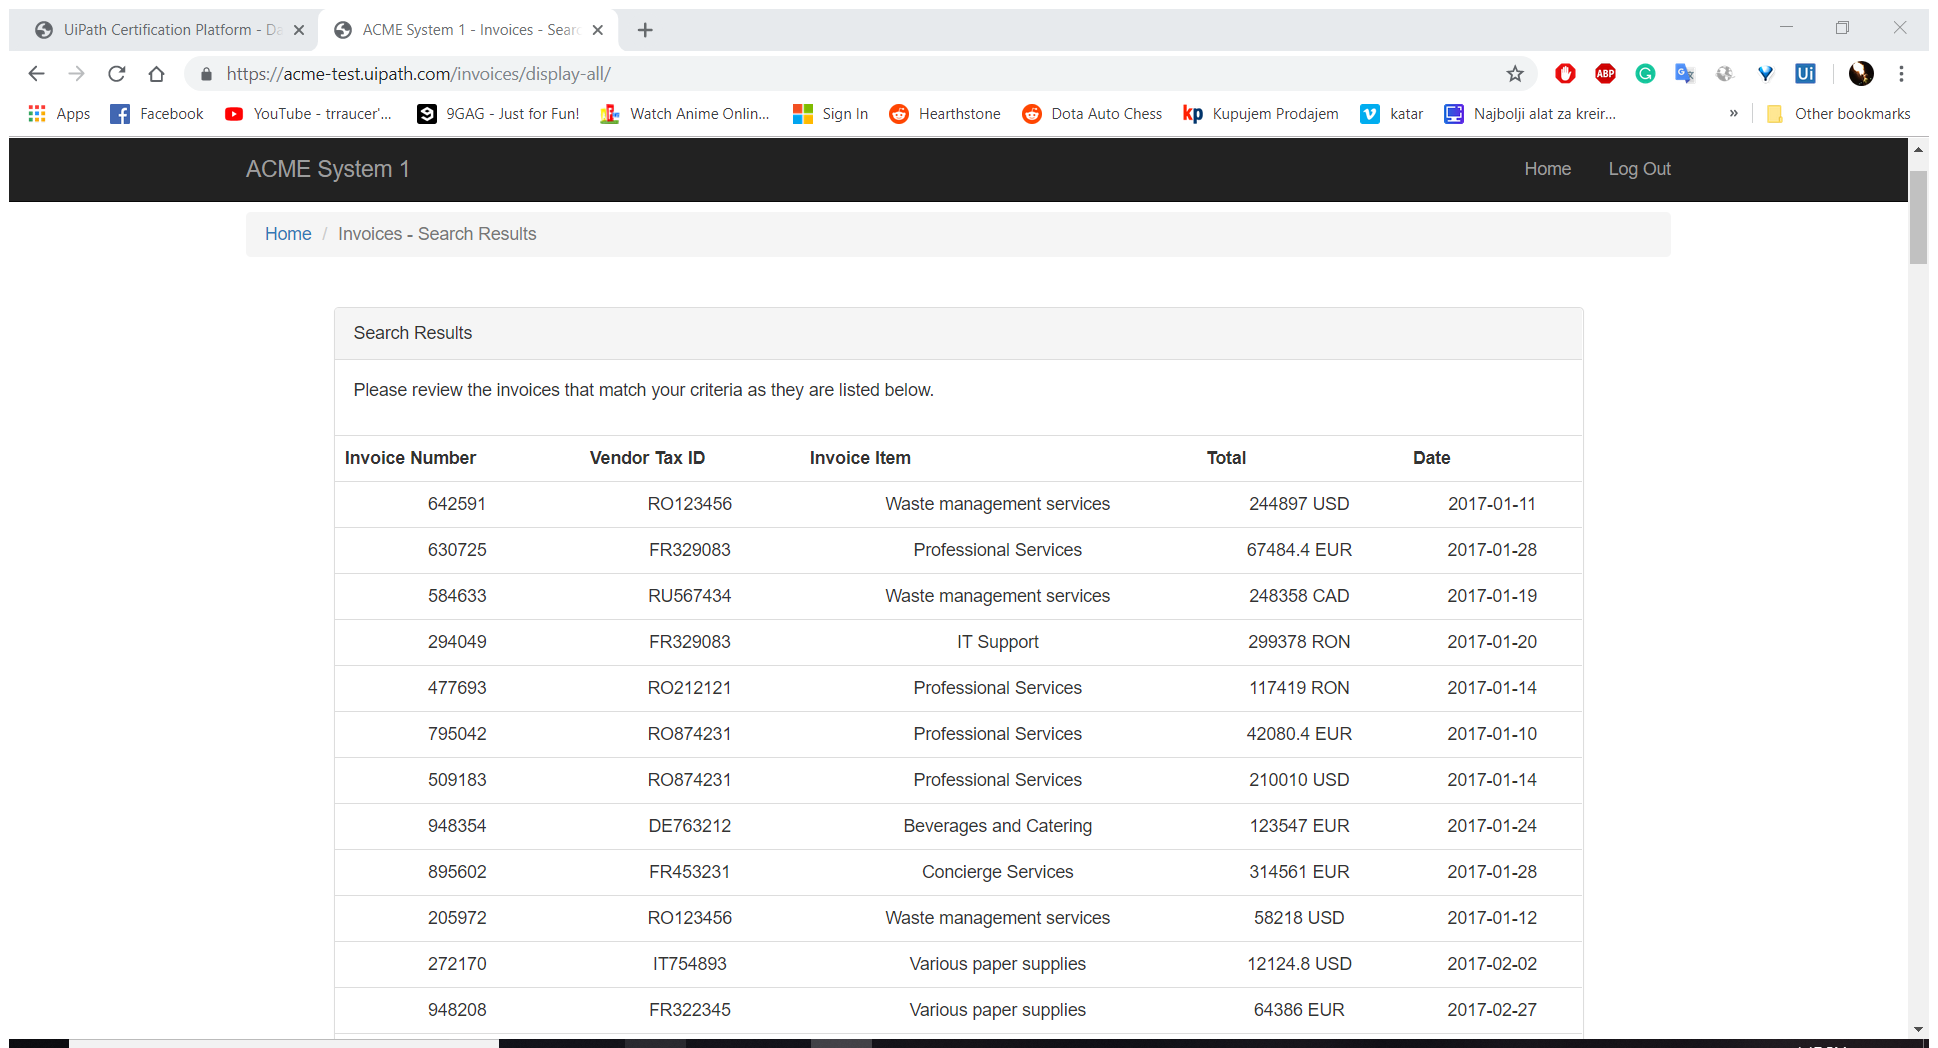 UiPath Certification Platform - Da
ACME System 1 - Invoices - Sear
https://acme-test.uipath.com/invoices/display-all/
ABP
Ui
Apps
Facebook
YouTube - trraucer'...
9GAG - Just for Fun!
Watch Anime Onlin...
Sign In
Hearthstone
Dota Auto Chess
kp Kupujem Prodajem
katar
Najbolji alat za kreir...
» Other bookmarks
ACME System 1 Home Log Out
Home / Invoices - Search Results
Search Results
Please review the invoices that match your criteria as they are listed below.
Invoice Number Vendor Tax ID Invoice Item Total Date
642591 RO123456 Waste management services 244897 USD 2017-01-11
630725 FR329083 Professional Services 67484.4 EUR 2017-01-28
584633 RU567434 Waste management services 248358 CAD 2017-01-19
294049 FR329083 IT Support 299378 RON 2017-01-20
477693 RO212121 Professional Services 117419 RON 2017-01-14
795042 RO874231 Professional Services 42080.4 EUR 2017-01-10
509183 RO874231 Professional Services 210010 USD 2017-01-14
948354 DE763212 Beverages and Catering 123547 EUR 2017-01-24
895602 FR453231 Concierge Services 314561 EUR 2017-01-28
205972 RO123456 Waste management services 58218 USD 2017-01-12
272170 IT754893 Various paper supplies 12124.8 USD 2017-02-02
948208 FR322345 Various paper supplies 64386 EUR 2017-02-27